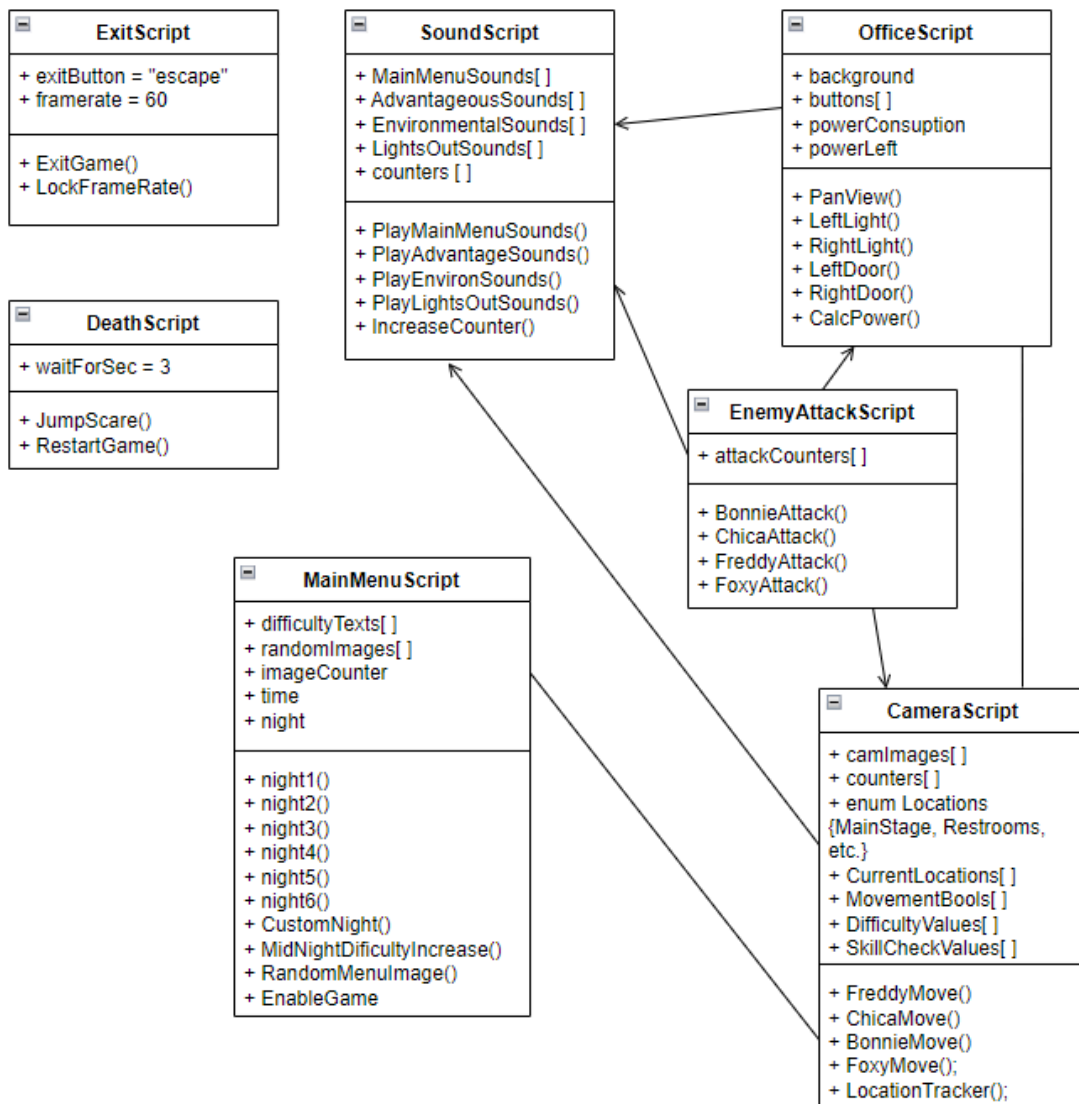 ExitScript
+ exitButton = "escape"
+ framerate = 60
+ ExitGame()
+ LockFrameRate()
SoundScript
+ MainMenuSounds[ ]
+ AdvantageousSounds[ ]
+ EnvironmentalSounds[ ]
+ LightsOutSounds[ ]
+ counters [ ]
+ PlayMainMenuSounds()
+ PlayAdvantageSounds()
+ PlayEnvironSounds()
+ PlayLightsOutSounds()
+ IncreaseCounter()
OfficeScript
+ background
+ buttons[ ]
+ powerConsuption
+ powerLeft
+ PanView()
+ LeftLight()
+ RightLight()
+ LeftDoor()
+ RightDoor()
+ CalcPower()
DeathScript
+ waitForSec = 3
+ JumpScare()
+ RestartGame()
EnemyAttackScript
+ attackCounters[ ]
+ BonnieAttack()
+ ChicaAttack()
+ FreddyAttack()
+ FoxyAttack()
MainMenuScript
+ difficultyTexts[ ]
+ randomImages[ ]
+ imageCounter
+ time
+ night
+ night1()
+ night2()
+ night3()
+ night4()
+ night5()
+ night6()
+ CustomNight()
+ MidNightDificultyIncrease()
+ RandomMenuImage()
+ EnableGame
CameraScript
+ camImages[ ]
+ counters[ ]
+ enum Locations
{MainStage, Restrooms,
etc.}
+ CurrentLocations[ ]
+ MovementBools[ ]
+ DifficultyValues[ ]
+ SkillCheckValues[ ]
+ FreddyMove()
+ ChicaMove()
+ BonnieMove()
+ FoxyMove();
+ LocationTracker();